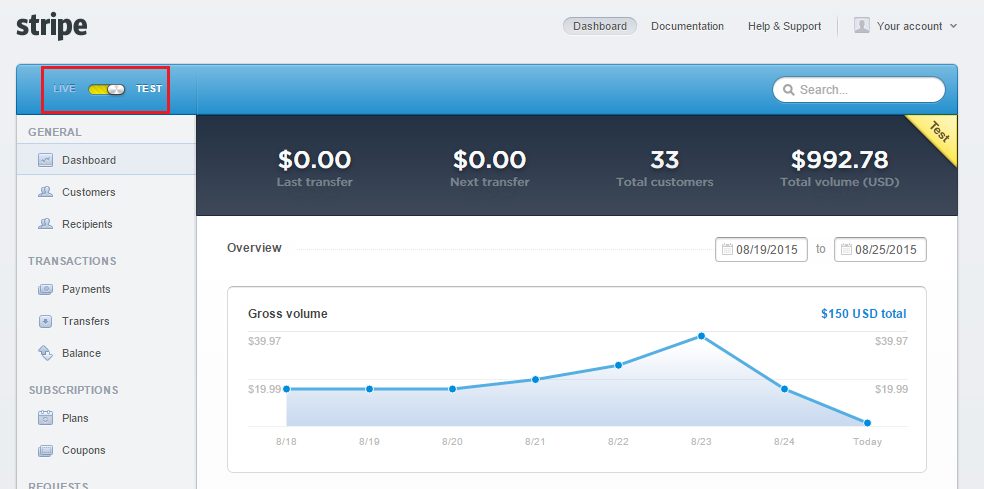 stripe
Dashboard Documentation Help & Support Your account
LIVE TEST Search...
GENERAL
Dashboard
Customers
Recipients
TRANSACTIONS
Payments
Transfers
Balance
SUBSCRIPTIONS
Plans
Coupons
REQUESTS
Test
$0.00 $0.00 33 $992.78
Last transfer Next transfer Total customers Total volume (USD)
Overview 08/19/2015 to 08/25/2015
Gross volume $150 USD total
$39.97 $39.97
$19.99 $19.99
8/18 8/19 8/20 8/21 8/22 8/23 8/24 Today